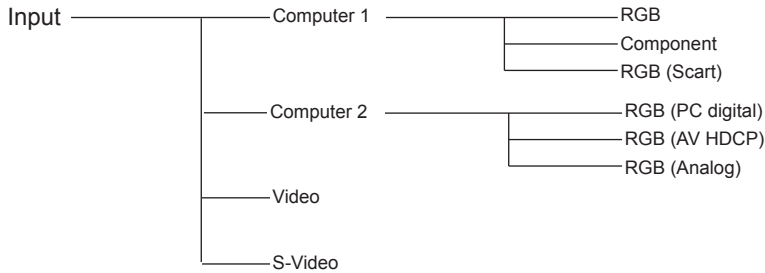 Input
Computer 1
RGB
Component
RGB (Scart)
Computer 2
RGB (PC digital)
RGB (AV HDCP)
RGB (Analog)
Video
S-Video